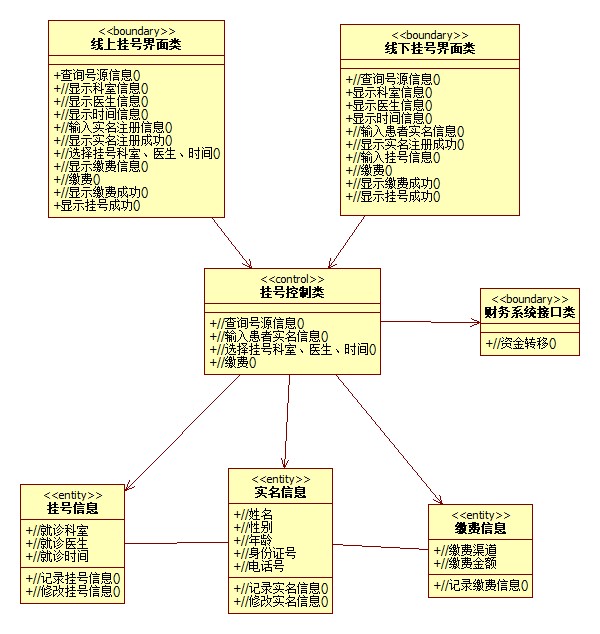 <<boundary>>
线上挂号界面类
+查询号源信息()
+//显示科室信息()
+//显示医生信息()
+//显示时间信息()
+//输入实名注册信息()
+//显示实名注册成功()
+//选择挂号科室、医生、时间()
+//显示缴费信息()
+//缴费()
+//显示缴费成功()
+显示挂号成功()
<<boundary>>
线下挂号界面类
+//查询号源信息()
+显示科室信息()
+显示医生信息()
+显示时间信息()
+//输入患者实名信息()
+//显示实名注册成功()
+//输入挂号信息()
+//缴费()
+//显示缴费成功()
+//显示挂号成功()
<<control>>
挂号控制类
+//查询号源信息()
+//输入患者实名信息()
+//选择挂号科室、医生、时间()
+//缴费()
<<boundary>>
财务系统接口类
+//资金转移()
<<entity>>
挂号信息
+//就诊科室
+//就诊医生
+//就诊时间
+//记录挂号信息()
+//修改挂号信息()
<<entity>>
实名信息
+//姓名
+//性别
+//年龄
+//身份证号
+//电话号
+//记录实名信息()
+//修改实名信息()
<<entity>>
缴费信息
+//缴费渠道
+//缴费金额
+//记录缴费信息()